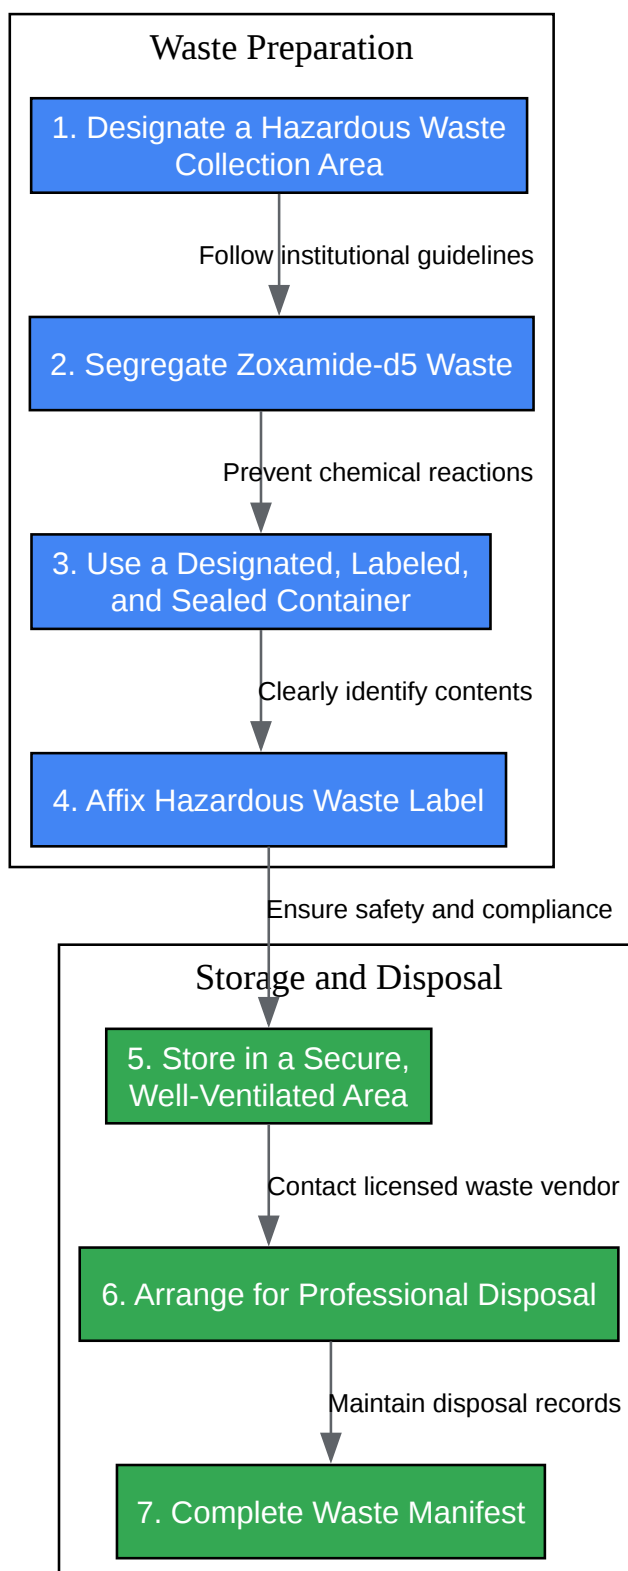 Waste Preparation
1. Designate a Hazardous Waste
Collection Area
Follow institutional guidelines
2. Segregate Zoxamide-d5 Waste
Prevent chemical reactions
3. Use a Designated, Labeled,
and Sealed Container
Clearly identify contents
4. Affix Hazardous Waste Label
Ensure safety and compliance
Storage and Disposal
5. Store in a Secure,
Well-Ventilated Area
Contact licensed waste vendor
6. Arrange for Professional Disposal
Maintain disposal records
7. Complete Waste Manifest